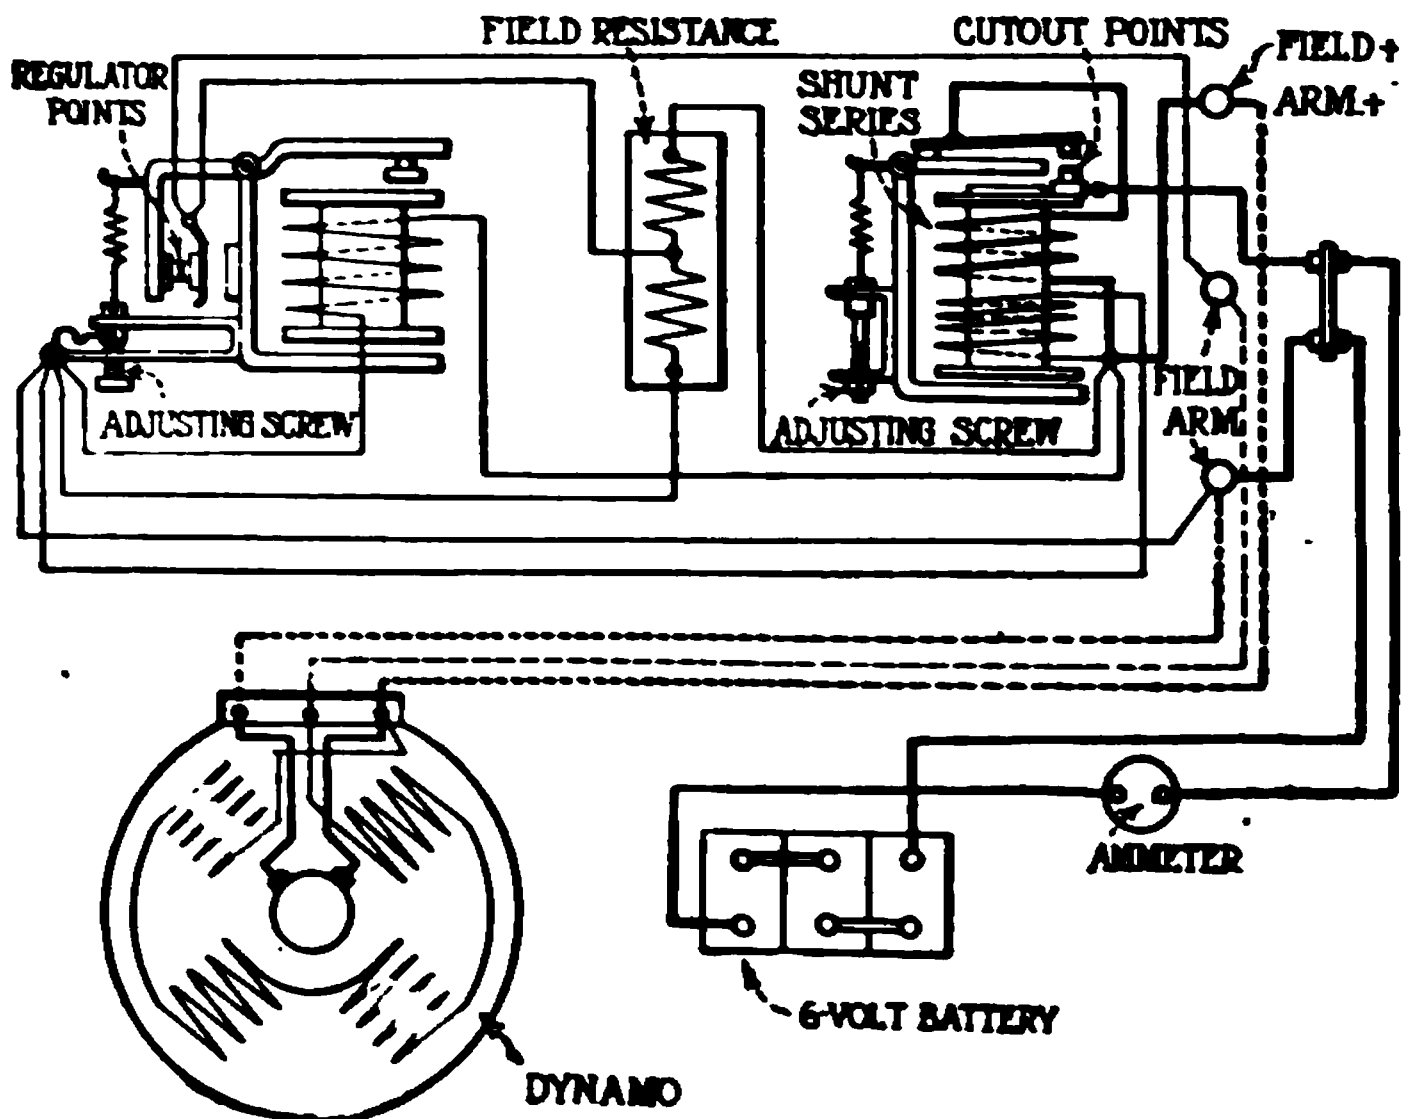 FIELD RESISTANCE
CUTOUT POINTS
FIELD +
ARM. +
REGULATOR
POINTS
SHUNT
SERIES
FIELD
ARM.
ADJUSTING SCREW
ADJUSTING SCREW
AMMETER
6-VOLT BATTERY
DYNAMO